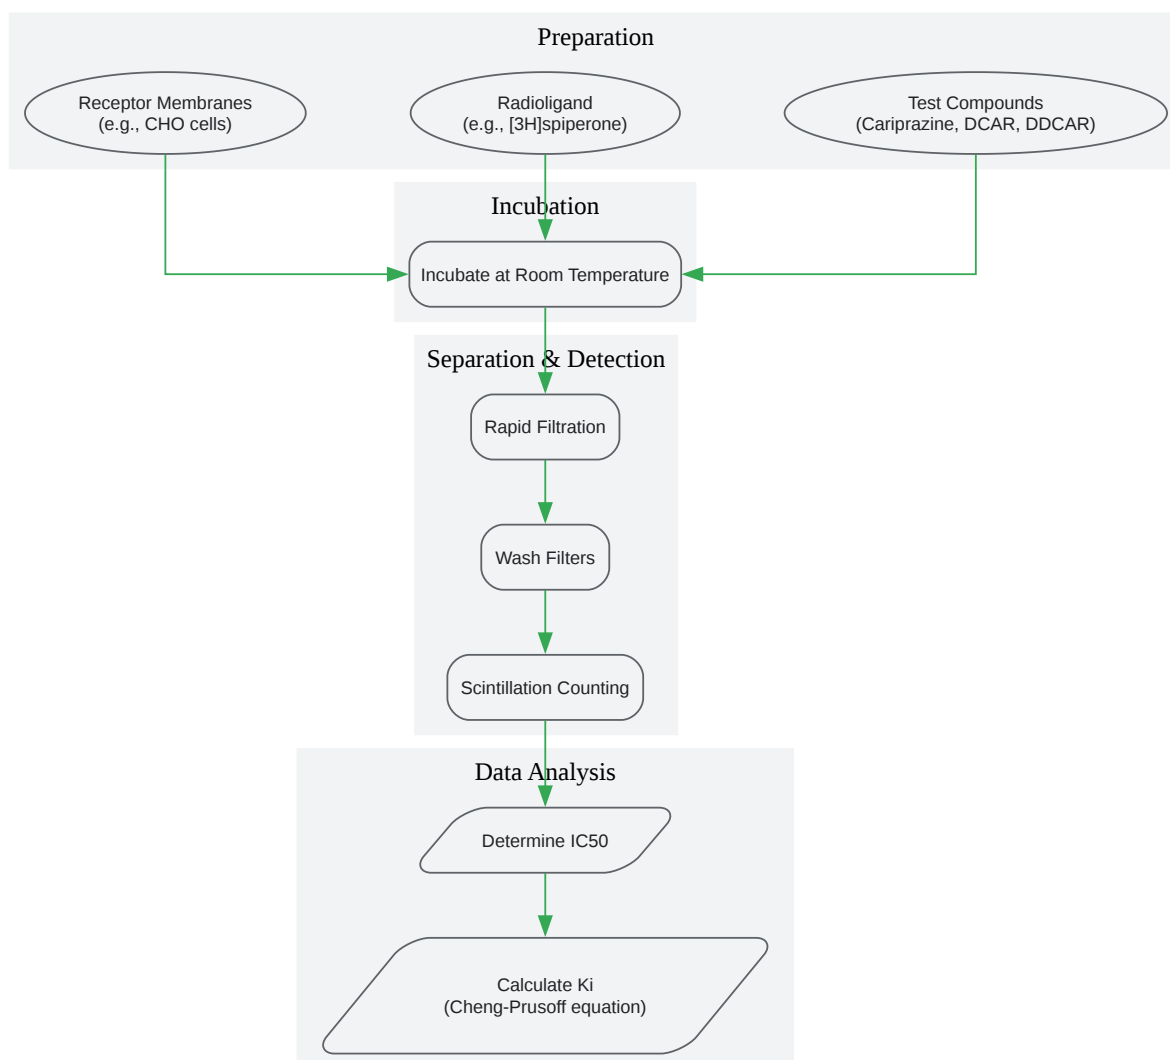 Preparation
Receptor Membranes
(e.g., CHO cells)
Radioligand
(e.g., [3H]spiperone)
Test Compounds
(Cariprazine, DCAR, DDCAR)
Incubation
Incubate at Room Temperature
Separation & Detection
Rapid Filtration
Wash Filters
Scintillation Counting
Data Analysis
Determine IC50
Calculate Ki
(Cheng-Prusoff equation)